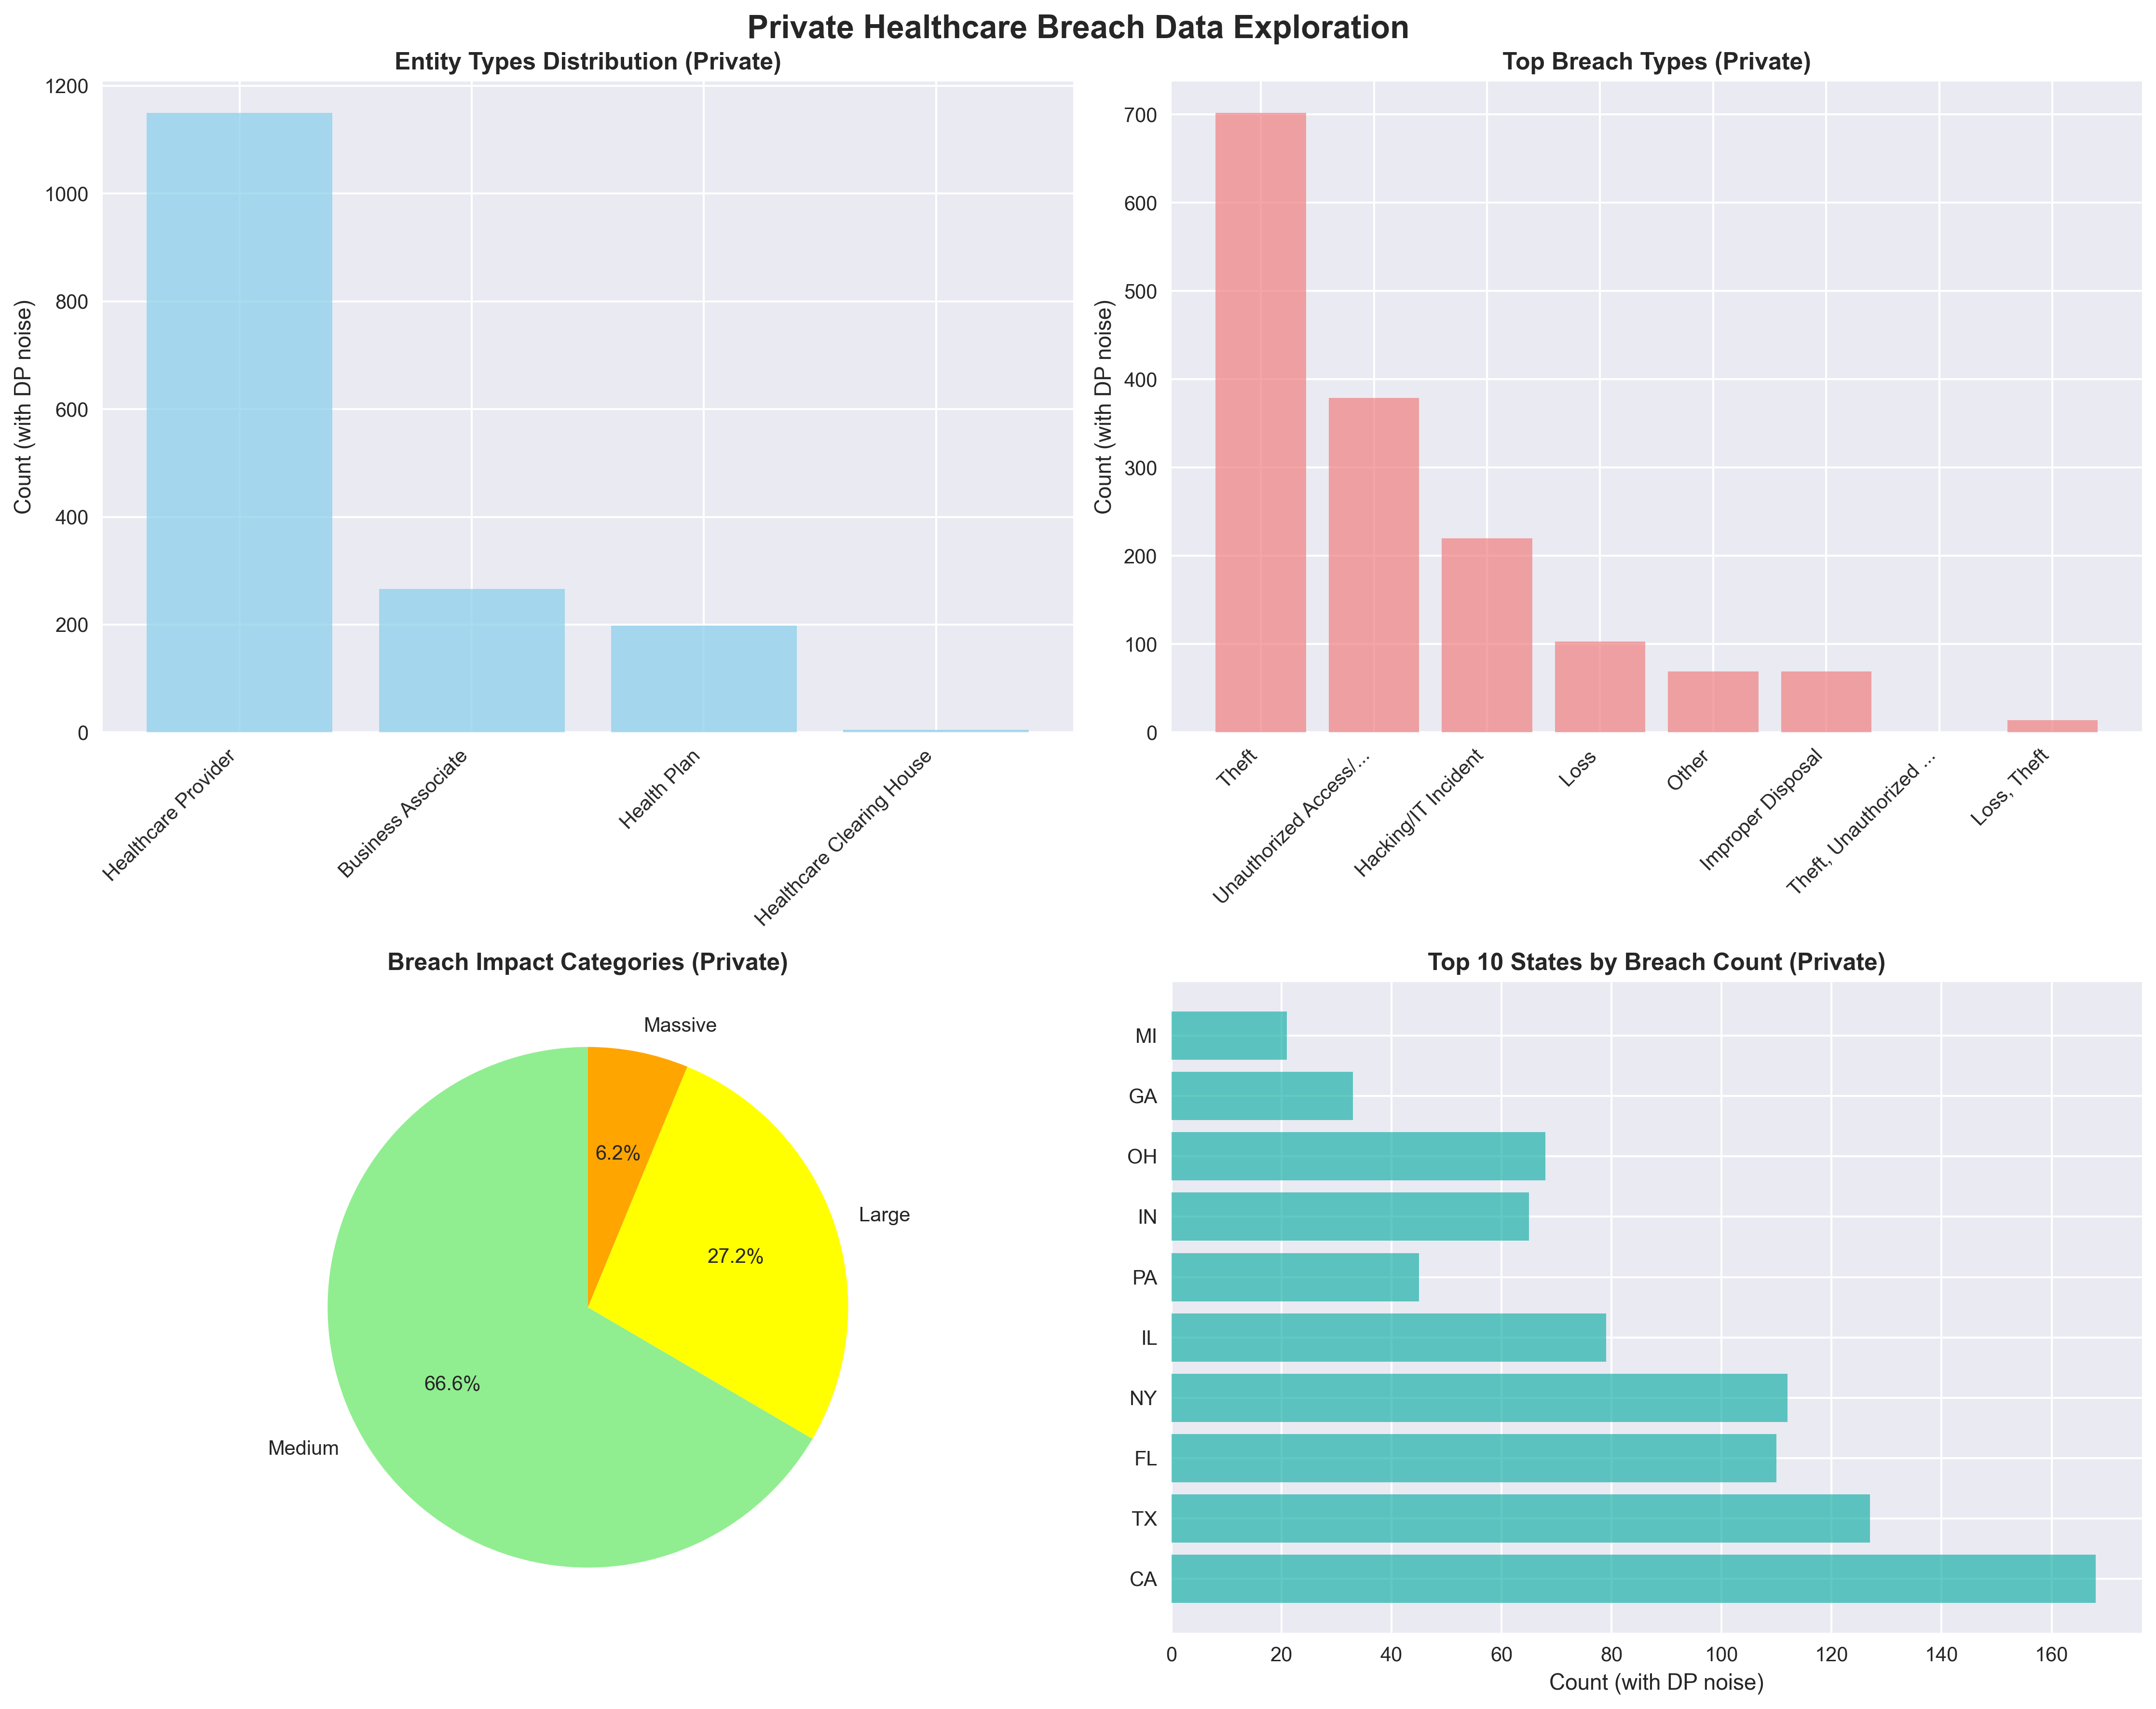 Private Healthcare Breach Data Exploration
Entity Types Distribution (Private)
Count (with DP noise)
1200
1000
800
600
400
200
0
Healthcare Provider
Business Associate
Health Plan
Healthcare Clearing House
Top Breach Types (Private)
Count (with DP noise)
700
600
500
400
300
200
100
0
Theft
Unauthorized Access/...
Hacking/IT Incident
Loss
Other
Improper Disposal
Theft, Unauthorized ...
Loss, Theft
Breach Impact Categories (Private)
Massive
6.2%
Large
27.2%
66.6%
Medium
Top 10 States by Breach Count (Private)
MI
GA
OH
IN
PA
IL
NY
FL
TX
CA
0 20 40 60 80 100 120 140 160
Count (with DP noise)